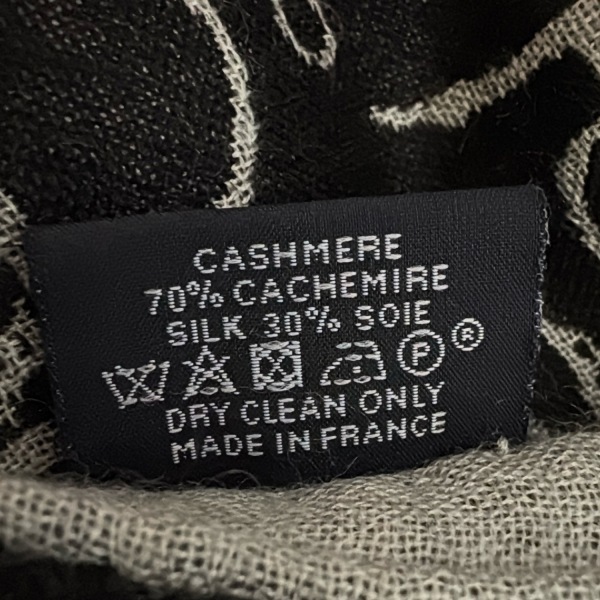 CASHMERE
70% CACHEMIRE
SILK 30% SOIE
P ®
DRY CLEAN ONLY
MADE IN FRANCE